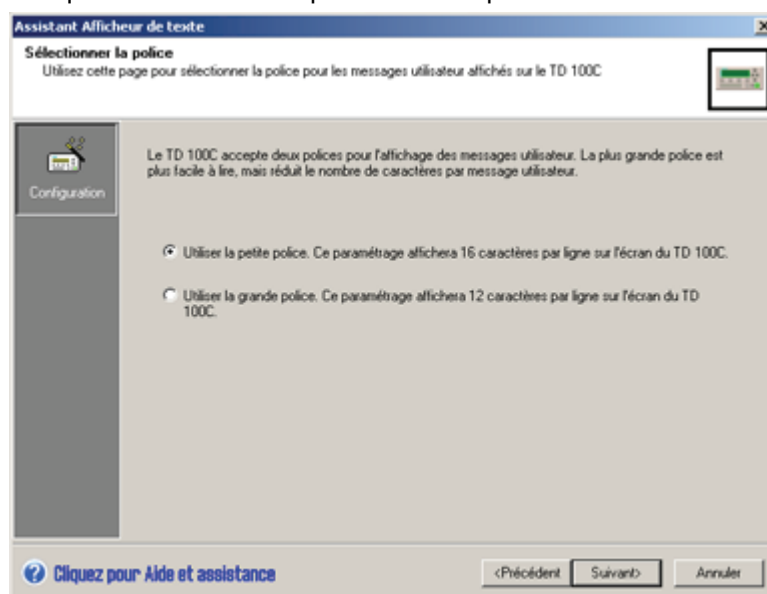 Assistant Afficheur de texte
Sélectionner la police
Utilisez cette page pour sélectionner la police pour les messages utilisateur affichés sur le TD 100C
Configuration
Le TD 100C accepte deux polices pour l'affichage des messages utilisateur. La plus grande police est
plus facile à lire, mais réduit le nombre de caractères par message utilisateur.
Utiliser la petite police. Ce paramétrage affichera 16 caractères par ligne sur l'écran du TD 100C.
Utiliser la grande police. Ce paramétrage affichera 12 caractères par ligne sur l'écran du TD
100C.
Cliquez pour Aide et assistance
<Précédent Suivant> Annuler